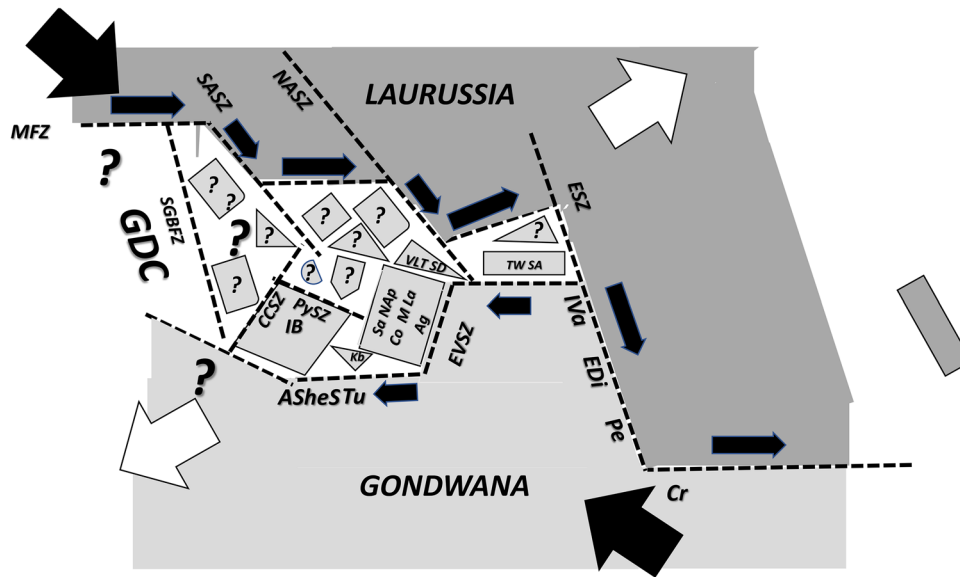 LAURUSSIA
NASZ
SASZ
MFZ
?
GDC
SGBFZ
?
?
?
?
?
?
?
?
?
?
?
?
ESZ
VLT SD
TW SA
CCSZ
PySZ
IB
Sa NAp
Co M La
Ag
Kb
EVSZ
IVa
EDi
Pe
?
ASheSTu
GONDWANA
Cr